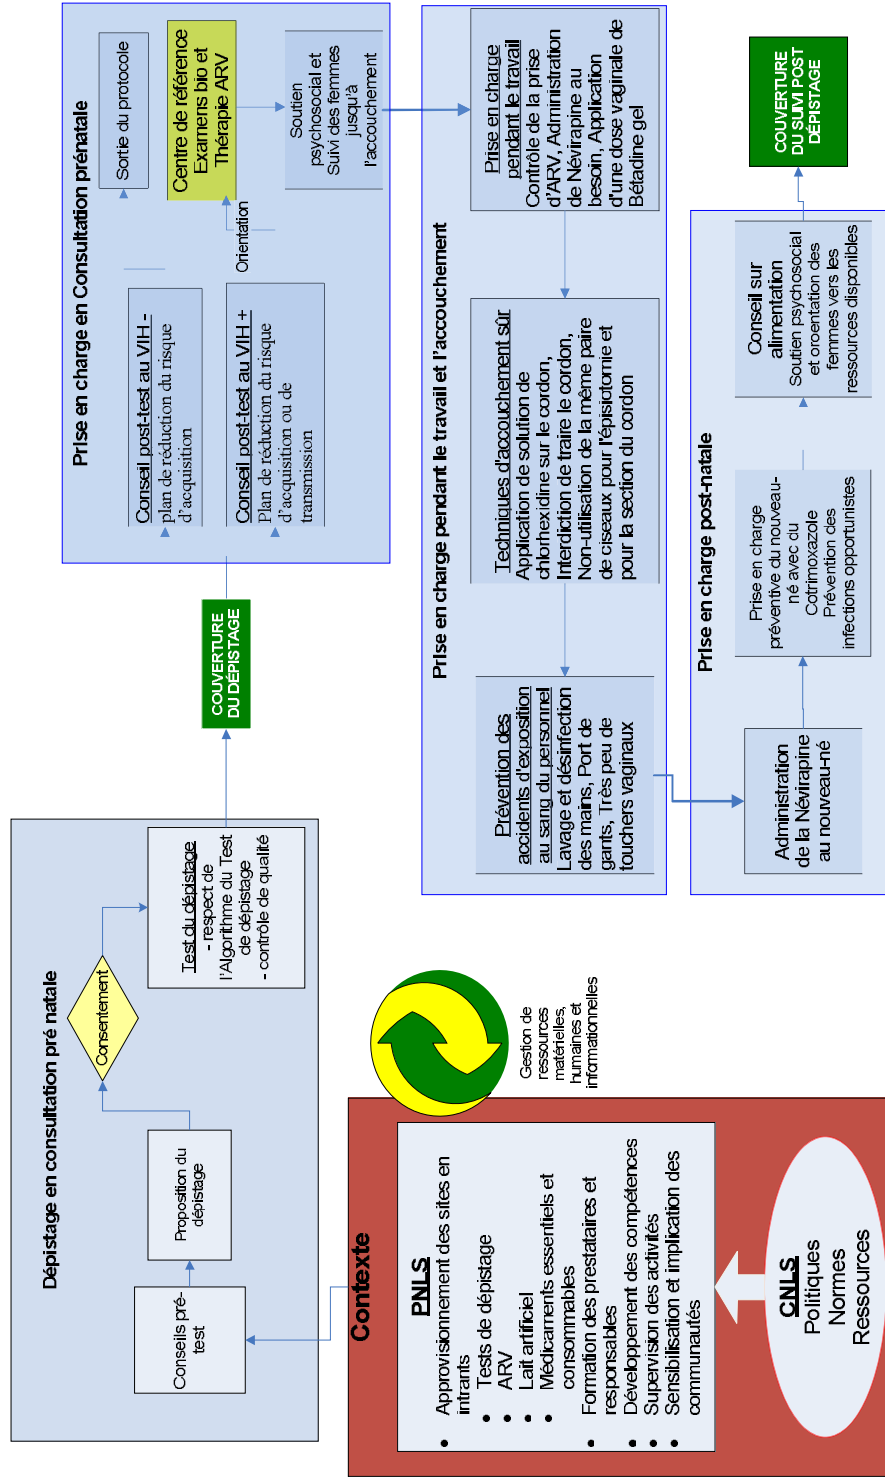 Dépistage en consultation pré natale
Conseils pré-
test
Proposition du
dépistage
Consentement
Test du dépistage
- respect de
l'Algorithme du Test
de dépistage
- contrôle de qualité
COUVERTURE
DU DÉPISTAGE
Prise en charge en Consultation prénatale
Conseil post-test au VIH -
plan de réduction du risque
d'acquisition
Conseil post-test au VIH +
Plan de réduction du risque
d'acquisition ou de
transmission
Orientation
Sortie du protocole
Centre de référence
Examens bio et
Thérapie ARV
Soutien
psychosocial et
Suivi des femmes
jusqu'à
l'accouchement
Contexte
PNLS
• Approvisionnement des sites en
intrants
• Tests de dépistage
• ARV
• Lait artificiel
• Médicaments essentiels et
consommables
• Formation des prestataires et
responsables
• Développement des compétences
• Supervision des activités
• Sensibilisation et implication des
communautés
CNLS
Politiques
Normes
Ressources
Gestion de
ressources
matérielles,
humaines et
informationnelles
Prise en charge pendant le travail et l'accouchement
Prise en charge
pendant le travail
Contrôle de la prise
d'ARV, Administration
de Névirapine au
besoin, Application
d'une dose vaginale de
Bétadine gel
Techniques d'accouchement sûr
Application de solution de
chlorhexidine sur le cordon,
Interdiction de traire le cordon,
Non-utilisation de la même paire
de ciseaux pour l'épisiotomie et
pour la section du cordon
Prévention des
accidents d'exposition
au sang du personnel
Lavage et désinfection
des mains, Port de
gants, Très peu de
touchers vaginaux
Prise en charge post-natale
Administration
de la Névirapine
au nouveau-né
Prise en charge
préventive du nouveau-
né avec du
Cotrimoxazole
Prévention des
infections opportunistes
Conseil sur
alimentation
Soutien psychosocial
et oroentation des
femmes vers les
ressources disponibles
COUVERTURE
DU SUIVI POST
DÉPISTAGE